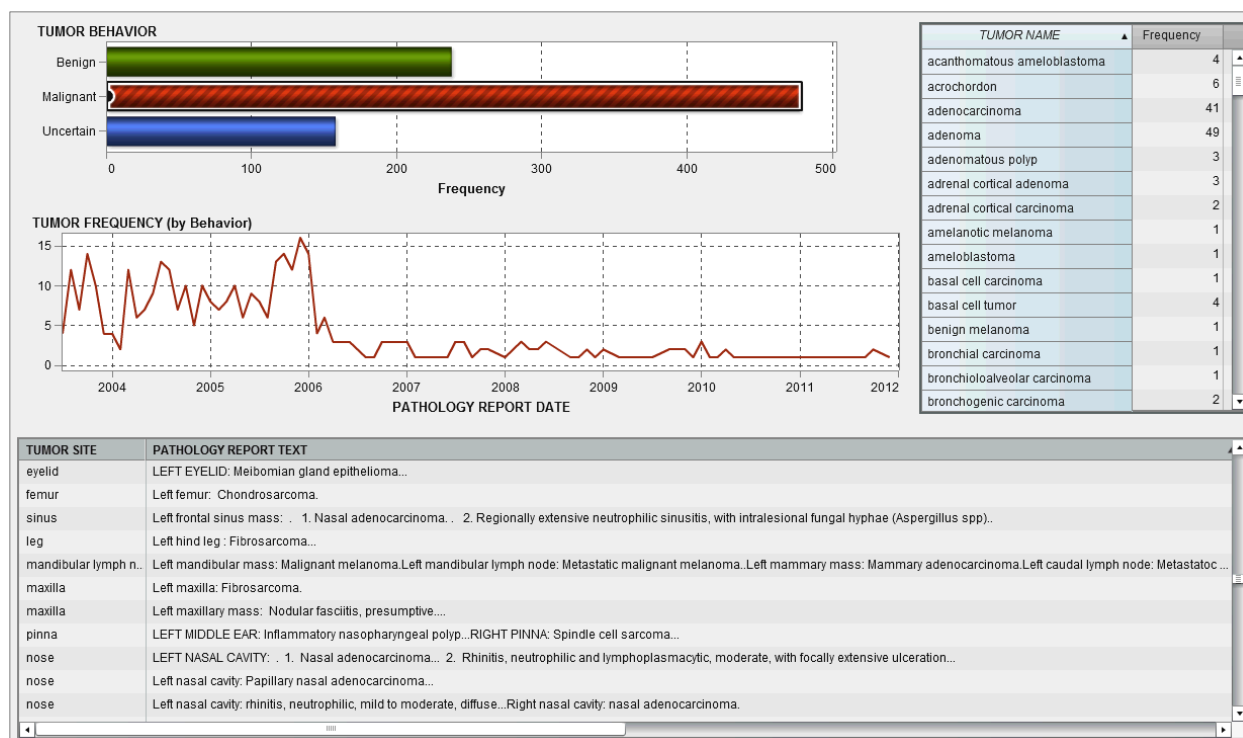 TUMOR BEHAVIOR
Benign
Malignant
Uncertain
0 100 200 300 400 500
Frequency
TUMOR FREQUENCY (by Behavior)
15
10
5
0
2004 2005 2006 2007 2008 2009 2010 2011 2012
PATHOLOGY REPORT DATE
TUMOR NAME Frequency
acanthomatous ameloblastoma 4
acrochordon 6
adenocarcinoma 41
adenoma 49
adenomatous polyp 3
adrenal cortical adenoma 3
adrenal cortical carcinoma 2
amelanotic melanoma 1
ameloblastoma 1
basal cell carcinoma 1
basal cell tumor 4
benign melanoma 1
bronchial carcinoma 1
bronchioloalveolar carcinoma 1
bronchogenic carcinoma 2
TUMOR SITE PATHOLOGY REPORT TEXT
eyelid LEFT EYELID: Meibomian gland epithelioma...
femur Left femur: Chondrosarcoma.
sinus Left frontal sinus mass: . 1. Nasal adenocarcinoma. . 2. Regionally extensive neutrophilic sinusitis, with intralesional fungal hyphae (Aspergillus spp)..
leg Left hind leg : Fibrosarcoma...
mandibular lymph n.. Left mandibular mass: Malignant melanoma.Left mandibular lymph node: Metastatic malignant melanoma..Left mammary mass: Mammary adenocarcinoma.Left caudal lymph node: Metastatoc ...
maxilla Left maxilla: Fibrosarcoma.
maxilla Left maxillary mass: Nodular fasciitis, presumptive....
pinna LEFT MIDDLE EAR: Inflammatory nasopharyngeal polyp...RIGHT PINNA: Spindle cell sarcoma...
nose LEFT NASAL CAVITY: . 1. Nasal adenocarcinoma... 2. Rhinitis, neutrophilic and lymphoplasmacytic, moderate, with focally extensive ulceration...
nose Left nasal cavity: Papillary nasal adenocarcinoma...
nose Left nasal cavity: rhinitis, neutrophilic, mild to moderate, diffuse...Right nasal cavity: nasal adenocarcinoma.